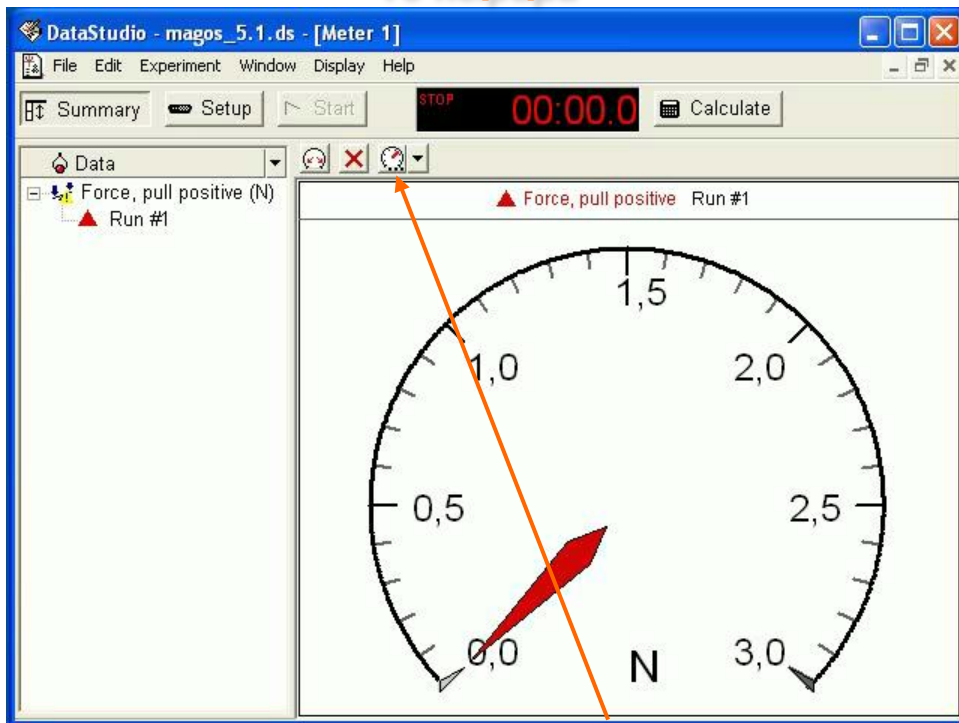 DataStudio - magos_5.1.ds - [Meter 1]
File Edit Experiment Window Display Help
Summary Setup Start STOP 00:00.0 Calculate
Data
Force, pull positive (N)
Run #1
Force, pull positive Run #1
1,5
1,0 2,0
0,5 2,5
0,0 N 3,0